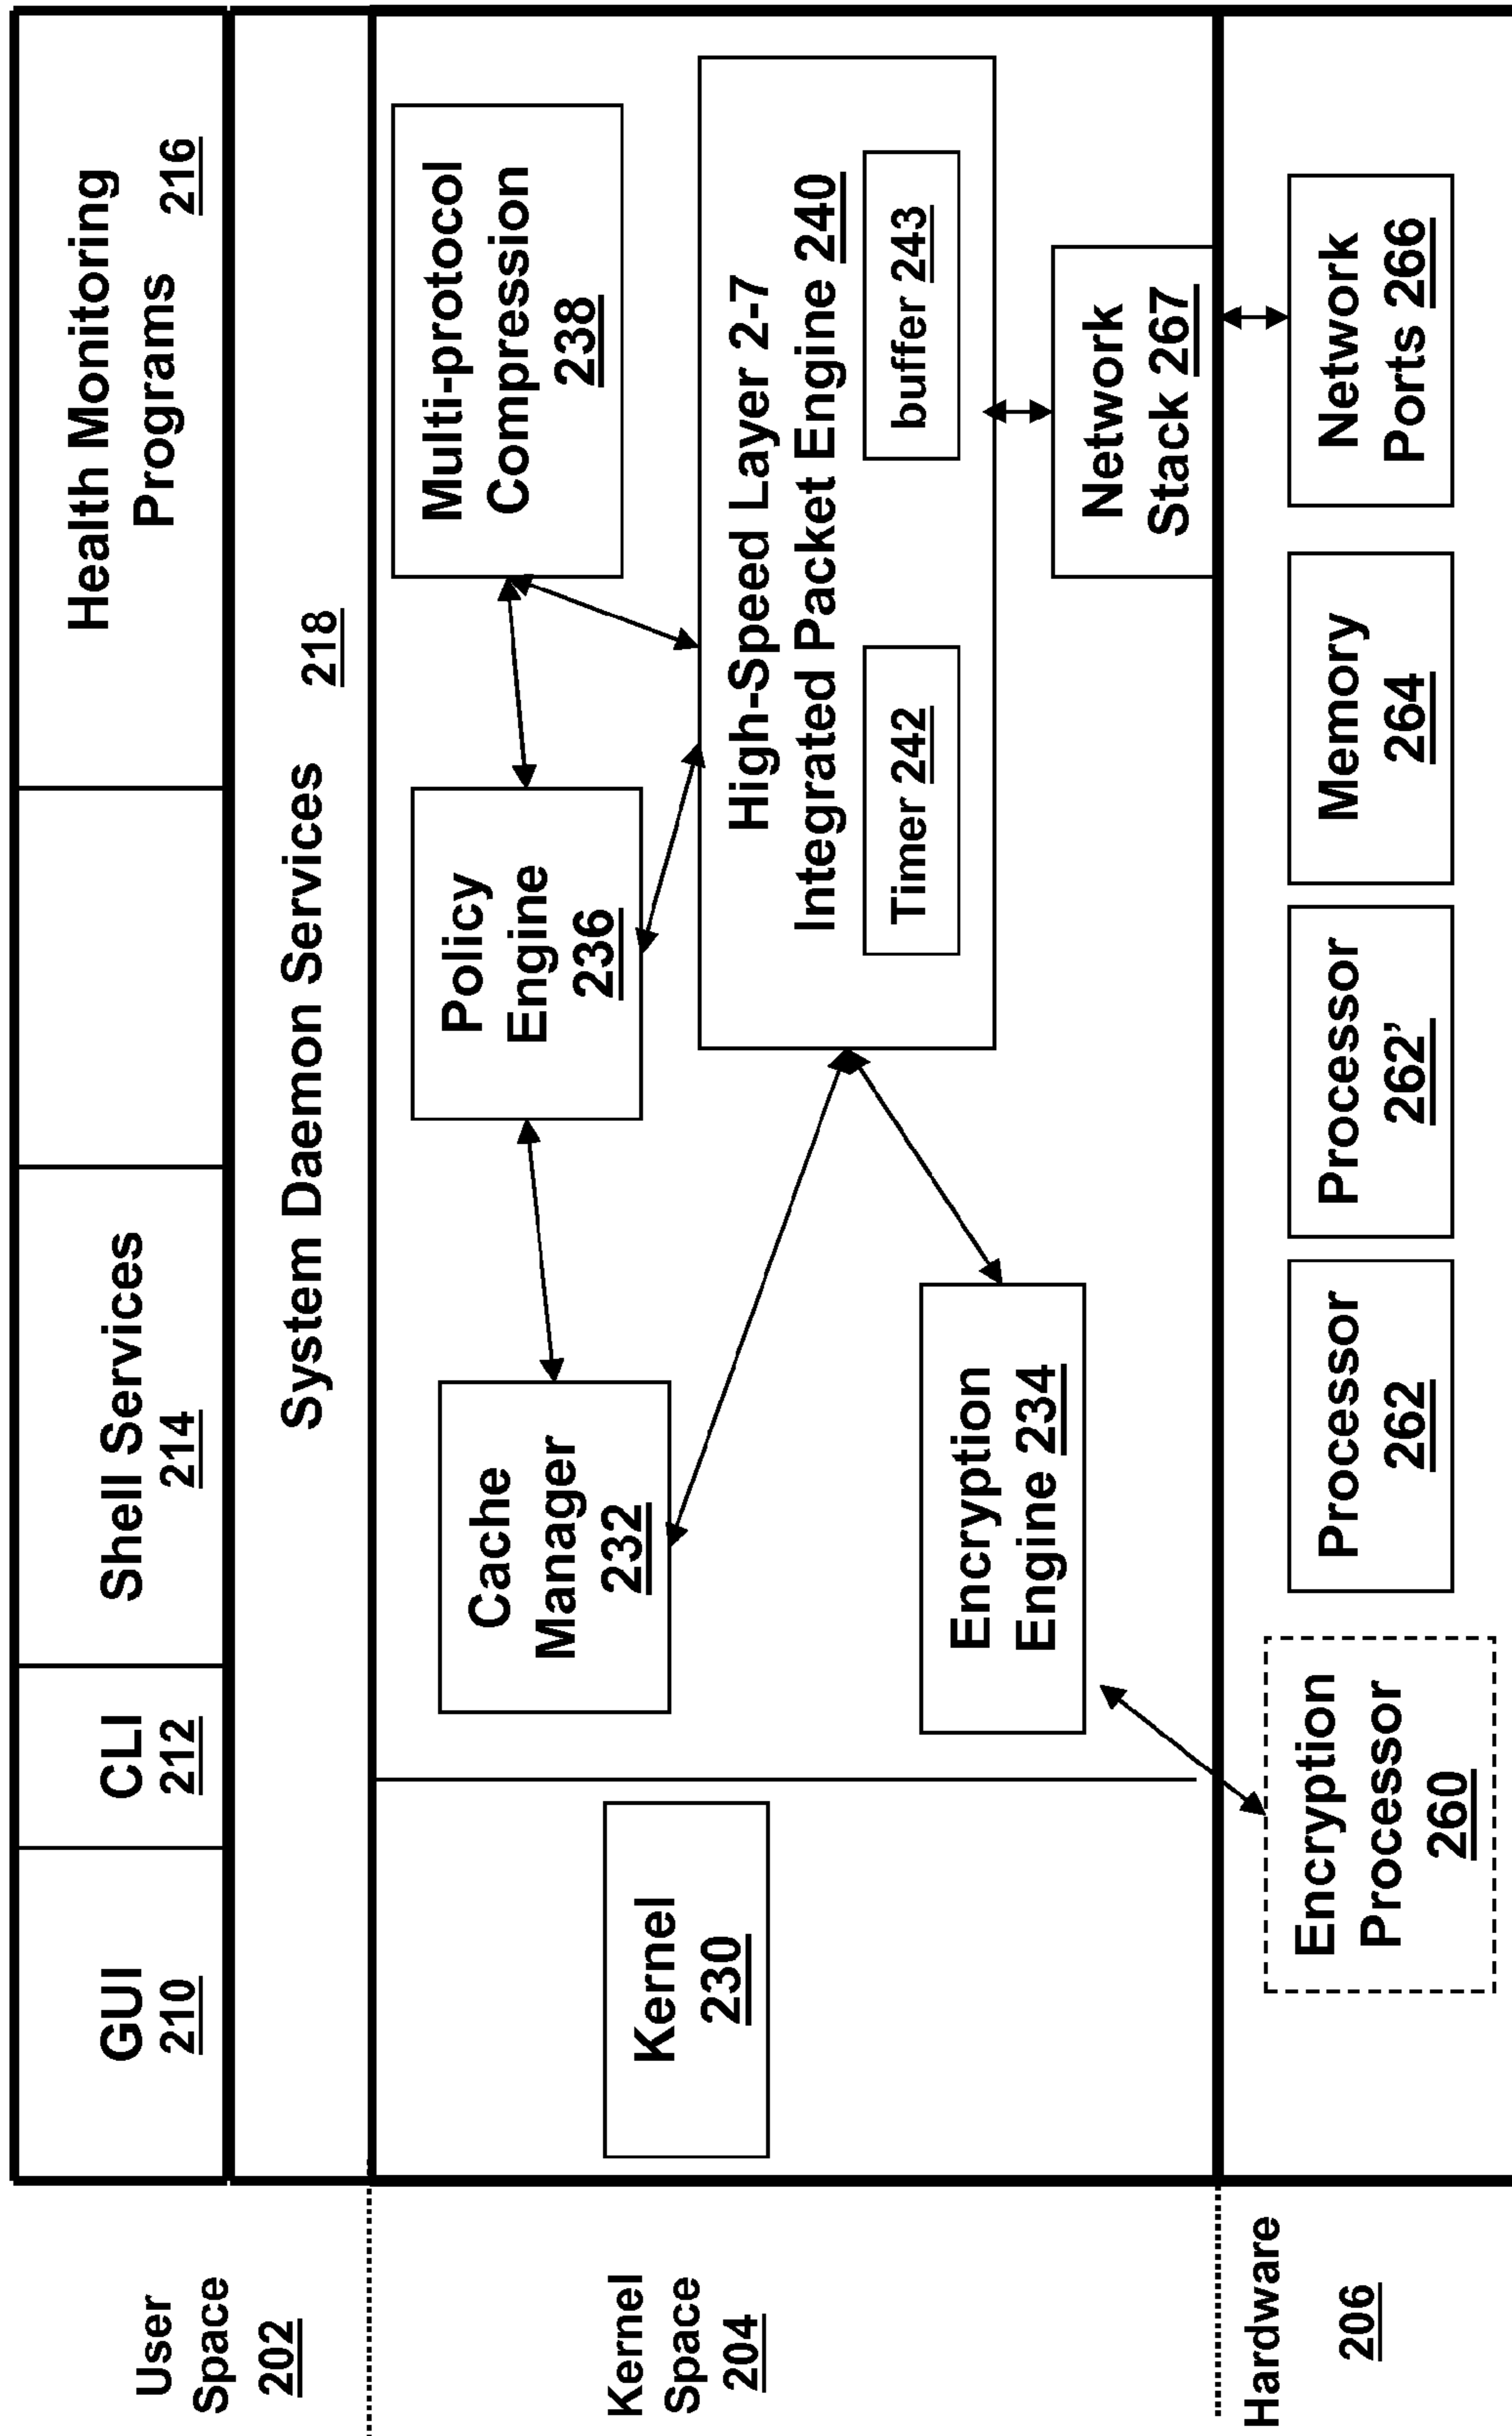 User
Space
202
GUI
210
CLI
212
Shell Services
214
Health Monitoring
Programs 216
System Daemon Services 218
Kernel
Space
204
Kernel
230
Cache
Manager
232
Policy
Engine
236
Multi-protocol
Compression
238
High-Speed Layer 2-7
Integrated Packet Engine 240
Timer 242
buffer 243
Encryption
Engine 234
Network
Stack 267
Hardware
206
Encryption
Processor
260
Processor
262
Processor
262’
Memory
264
Network
Ports 266